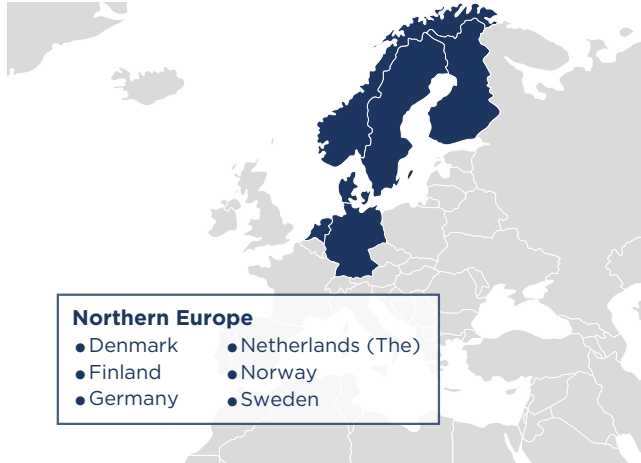 Northern Europe
● Denmark
● Finland
● Germany
● Netherlands (The)
● Norway
● Sweden